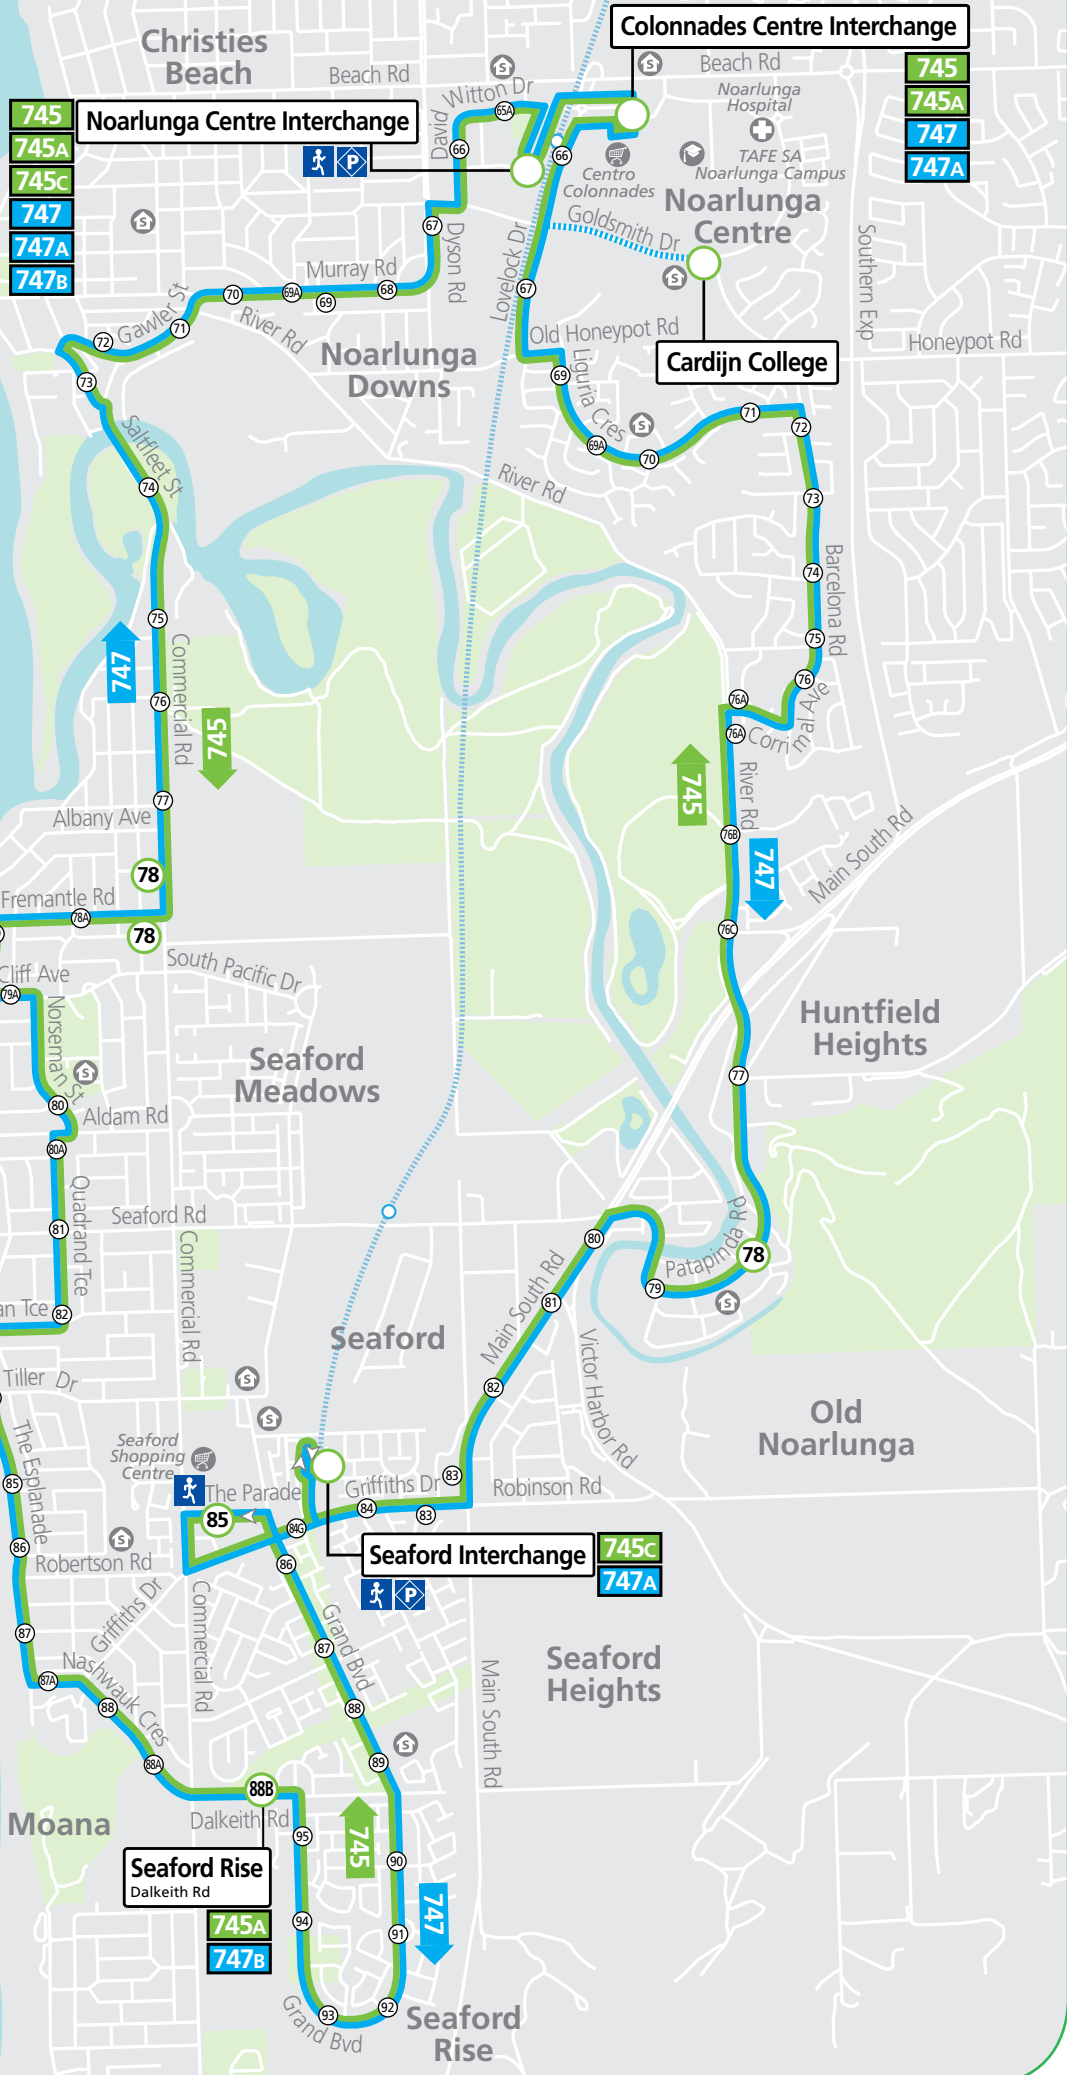 Colonnades Centre Interchange
745
745A
747
747A
Christies
Beach
Beach Rd
Beach Rd
Witton Dr
David
Noarlunga Centre Interchange
745
745A
745C
747
747A
747B
P
S
S
Noarlunga
Hospital
TAFE SA
Noarlunga Campus
Centro
Colonnades
Noarlunga
Centre
65A
66
66
67
67
Goldsmith Dr
Lovelock Dr
Dyson Rd
Murray Rd
Southern Exp
S
S
68
69
69A
70
71
72
73
Gawler St
River Rd
Old Honeypot Rd
Honeypot Rd
Cardijn College
Noarlunga
Downs
Liguria Cres
S
69
69A
70
71
72
73
74
75
76
76A
76A
Saltfleet St
74
River Rd
Barcelona Rd
75
Commercial Rd
747
745
76
Corrimal Ave
745
River Rd
747
76B
76C
Main South Rd
77
Albany Ave
78
Fremantle Rd
78A
78
Cliff Ave
South Pacific Dr
79A
Norseman St
S
Huntfield
Heights
Seaford
Meadows
77
80
Aldam Rd
80A
Quadrand Tce
81
Seaford Rd
Commercial Rd
an Tce
82
Patapinda Rd
78
S
79
80
81
Main South Rd
Seaford
Victor Harbor Rd
82
Tiller Dr
S
S
Old
Noarlunga
The Esplanade
Seaford
Shopping
Centre
The Parade
Griffiths Dr
83
83
84
84G
85
Robinson Rd
85
86
S
Robertson Rd
Seaford Interchange
745C
747A
P
86
87
Griffiths Dr
Commercial Rd
Grand Bvd
87
Nashwauk Cres
87A
88
88A
88
89
S
Seaford
Heights
Main South Rd
Moana
88B
Dalkeith Rd
Seaford Rise
Dalkeith Rd
745A
747B
95
94
93
92
91
90
745
747
Grand Bvd
Seaford
Rise